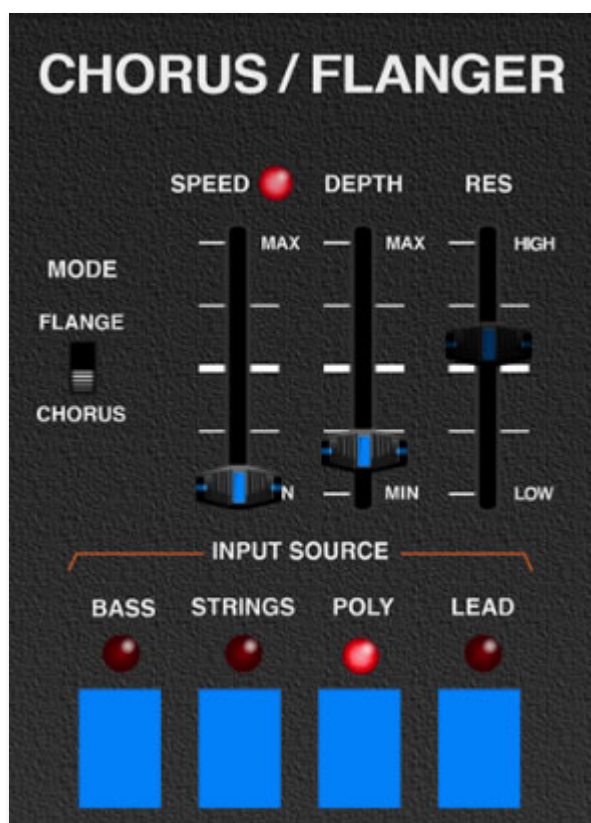 CHORUS / FLANGER
SPEED DEPTH RES
MAX MAX HIGH
MODE
FLANGE
CHORUS
N MIN LOW
INPUT SOURCE
BASS STRINGS POLY LEAD